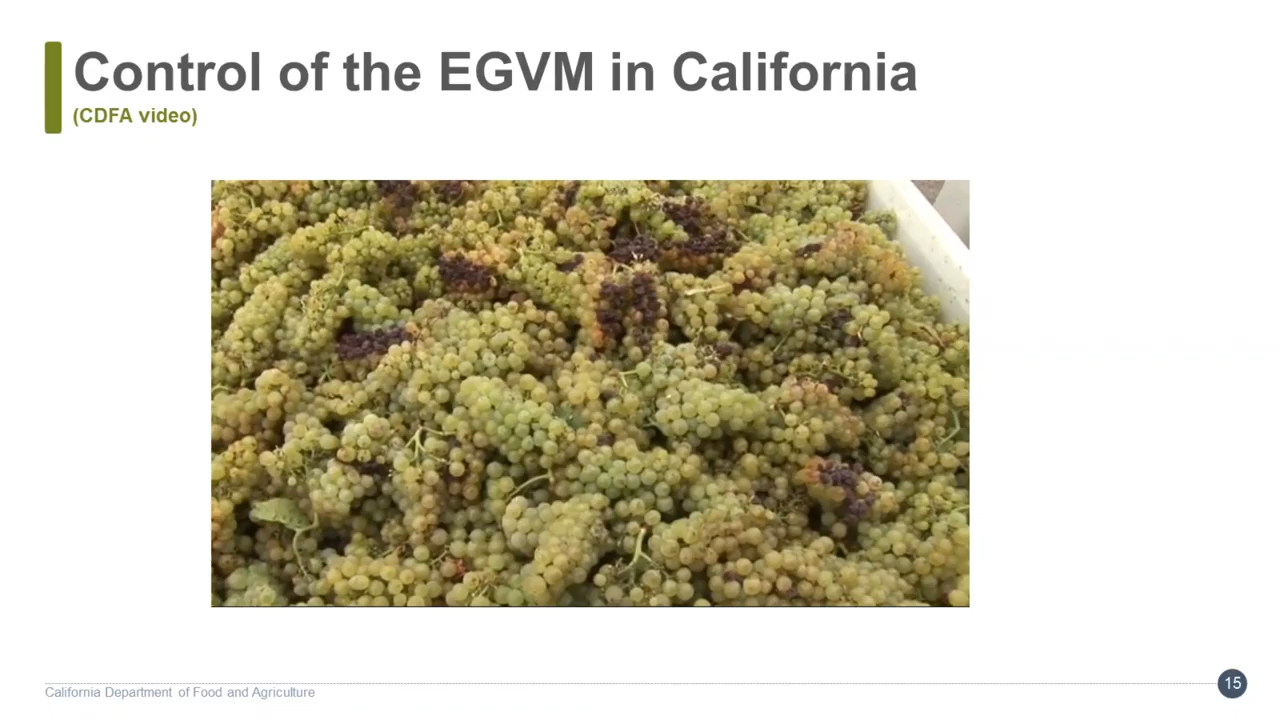 Control of the EGVM in California
(CDFA video)
California Department of Food and Agriculture
15